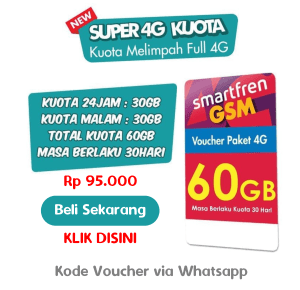 NEW
SUPER 4G KUOTA
Kuota Melimpah Full 4G
KUOTA 24JAM : 30GB
KUOTA MALAM : 30GB
TOTAL KUOTA 60GB
MASA BERLAKU 30HARI
Rp 95.000
Beli Sekarang
KLIK DISINI
smartfren
GSM
Voucher Paket 4G
60GB
Masa Berlaku Kuota 30 Hari
Kode Voucher via Whatsapp